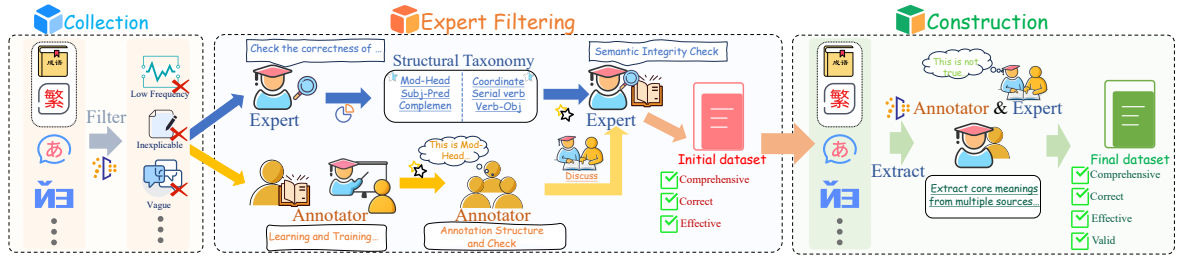 Collection
成语
繁
あ
йㅌ
Filter
Low Frequency
Inexplicable
Vague
Expert Filtering
Check the correctness of ...
Expert
Structural Taxonomy
Mod-Head
Subj-Pred
Complemen
Coordinate
Serial verb
Verb-Obj
Semantic Integrity Check
Expert
Annotator
Learning and Training...
This is Mod-
Head...
Annotator
Annotation Structure
and Check
Discuss
Initial dataset
Comprehensive
Correct
Effective
Construction
成语
繁
あ
Extract
This is not
true
Annotator & Expert
Extract core meanings
from multiple sources...
Final dataset
Comprehensive
Correct
Effective
Valid